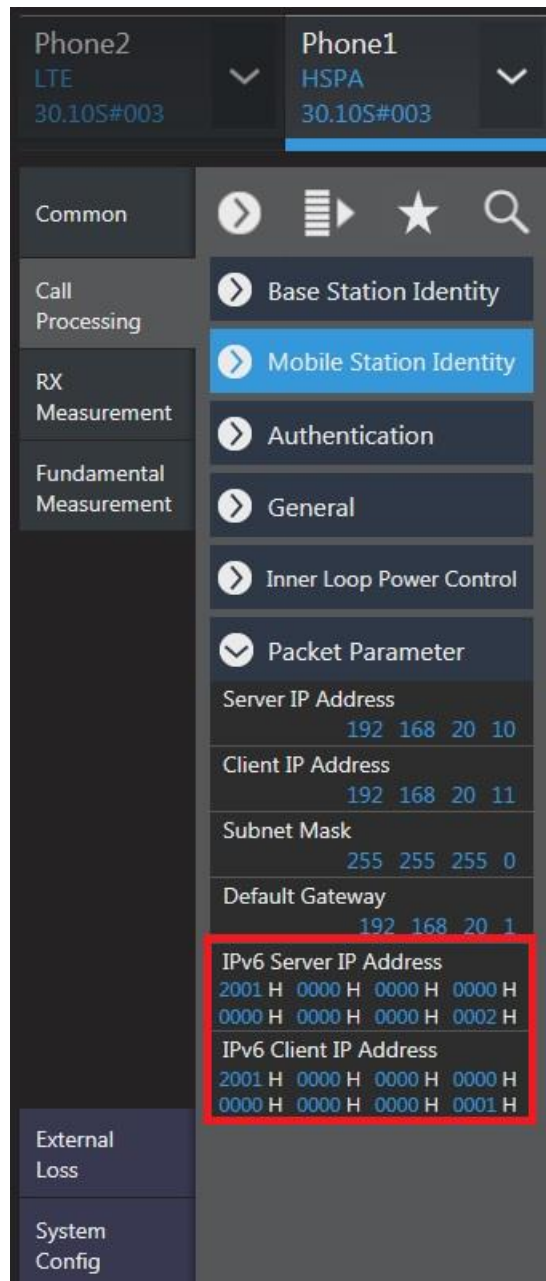 Phone2
LTE
30.10S#003
Phone1
HSPA
30.10S#003
Common
Call
Processing
RX
Measurement
Fundamental
Measurement
External
Loss
System
Config
Base Station Identity
Mobile Station Identity
Authentication
General
Inner Loop Power Control
Packet Parameter
Server IP Address
192 168 20 10
Client IP Address
192 168 20 11
Subnet Mask
255 255 255 0
Default Gateway
192 168 20 1
IPv6 Server IP Address
2001 H 0000 H 0000 H 0000 H
0000 H 0000 H 0000 H 0002 H
IPv6 Client IP Address
2001 H 0000 H 0000 H 0000 H
0000 H 0000 H 0000 H 0001 H